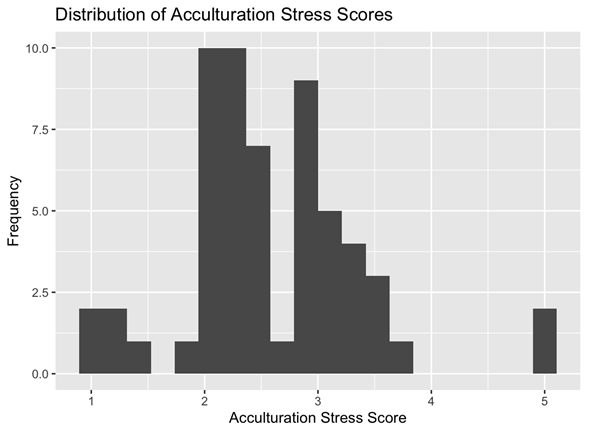 Distribution of Acculturation Stress Scores
10.0
7.5
5.0
2.5
0.0
Frequency
1 2 3 4 5
Acculturation Stress Score